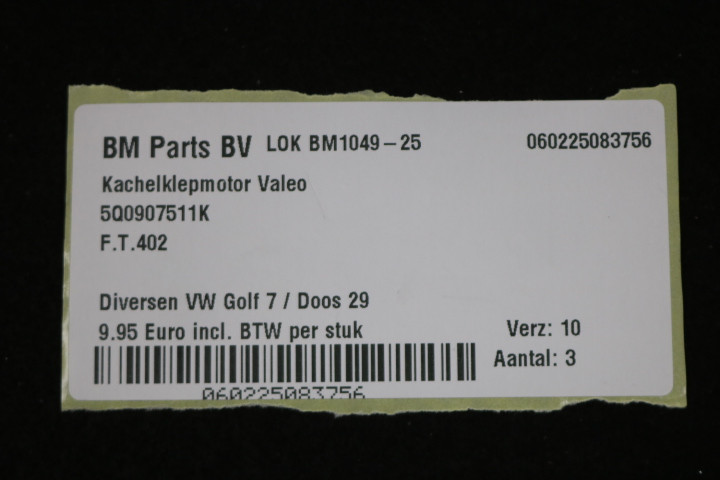 BM Parts BV LOK BM1049-25 060225083756
Kachelklepmotor Valeo
5Q0907511K
F.T.402
Diversen VW Golf 7 / Doos 29
9.95 Euro incl. BTW per stuk Verz: 10
Aantal: 3
060225083756